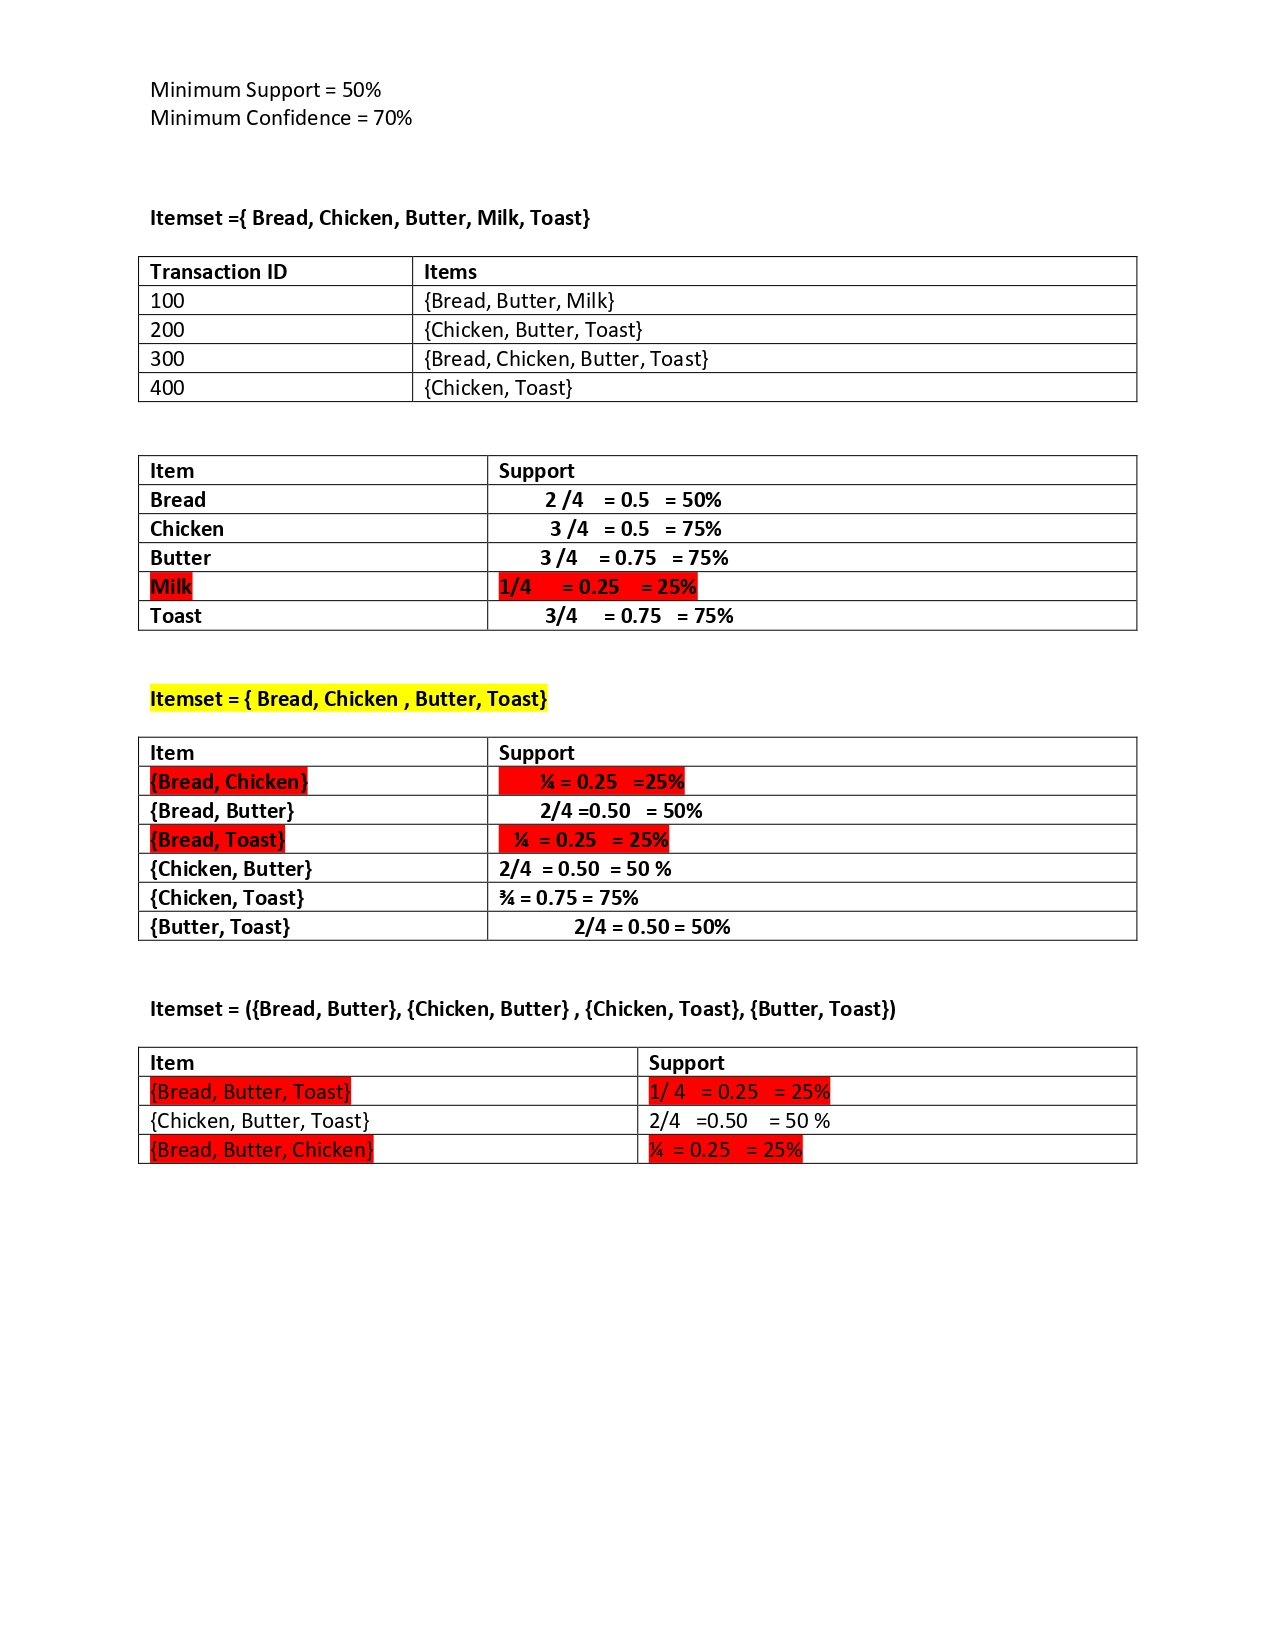 Minimum Support = 50%
Minimum Confidence = 70%
Itemset ={ Bread, Chicken, Butter, Milk, Toast}
Transaction ID Items
100 {Bread, Butter, Milk}
200 {Chicken, Butter, Toast}
300 {Bread, Chicken, Butter, Toast}
400 {Chicken, Toast}
Item Support
Bread 2 /4 = 0.5 = 50%
Chicken 3 /4 = 0.5 = 75%
Butter 3 /4 = 0.75 = 75%
Milk 1/4 = 0.25 = 25%
Toast 3/4 = 0.75 = 75%
Itemset = { Bread, Chicken , Butter, Toast}
Item Support
{Bread, Chicken} ¼ = 0.25 =25%
{Bread, Butter} 2/4 =0.50 = 50%
{Bread, Toast} ¼ = 0.25 = 25%
{Chicken, Butter} 2/4 = 0.50 = 50 %
{Chicken, Toast} ¾ = 0.75 = 75%
{Butter, Toast} 2/4 = 0.50 = 50%
Itemset = ({Bread, Butter}, {Chicken, Butter} , {Chicken, Toast}, {Butter, Toast})
Item Support
{Bread, Butter, Toast} 1/ 4 = 0.25 = 25%
{Chicken, Butter, Toast} 2/4 =0.50 = 50 %
{Bread, Butter, Chicken} ¼ = 0.25 = 25%